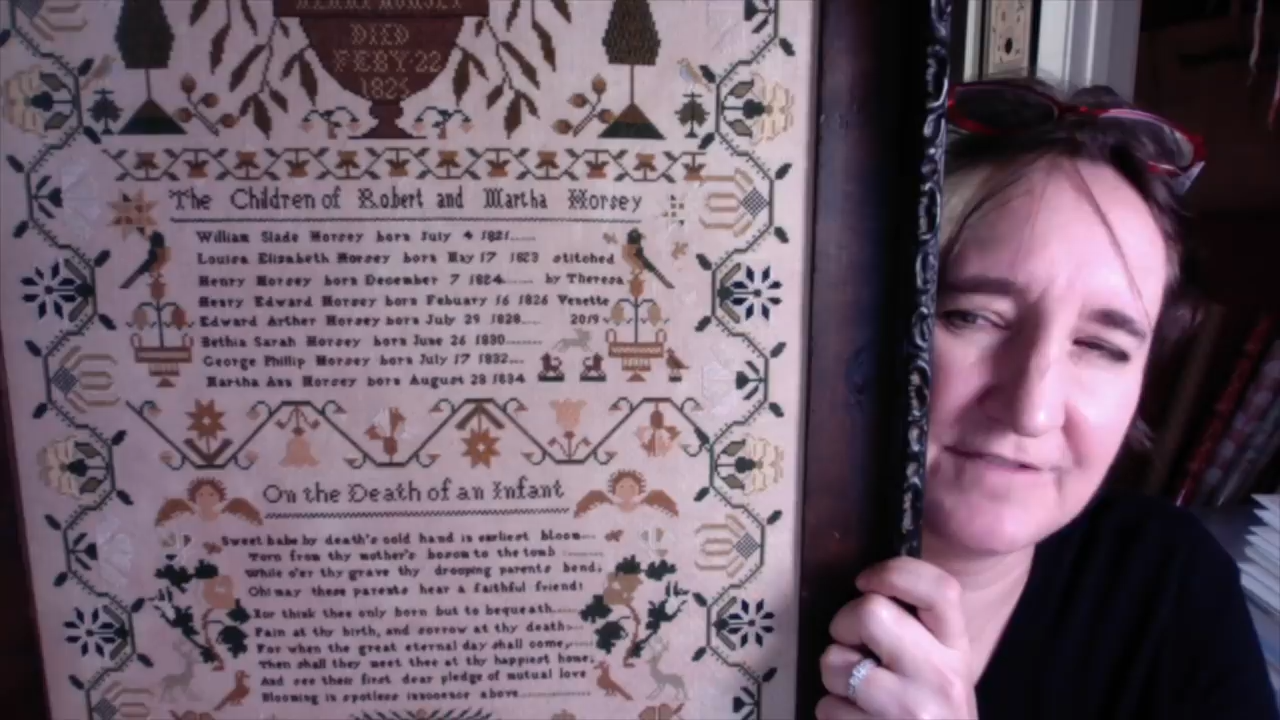 HENRY HORSEY
DIED
FEBY·22
1825
The Children of Robert and Martha Horsey
William Slade Horsey born July 4 1821......
Louisa Elisabeth Horsey born May 17 1823 stitched
Henry Horsey born December 7 1824...... by Theresa
Henry Edward Horsey born Febuary 16 1826 Venette
Edward Arther Horsey born July 29 1828..... 2019
Bethia Sarah Horsey born June 26 1830......
George Phillip Horsey born July 17 1832....
Martha Ann Horsey born August 28 1834
On the Death of an Infant
Sweet babe by death's cold hand in earliest bloom...
Torn from thy mother's bosom to the tomb
While o'er thy grave thy drooping parents bend,
Oh! may these parents hear a faithful friend!
Nor think thee only born but to bequeath.....
Pain at thy birth, and sorrow at thy death
For when the great eternal day shall come,
Then shall they meet thee at thy happiest home,
And see their first dear pledge of mutual love
Blooming in spotless innocence above